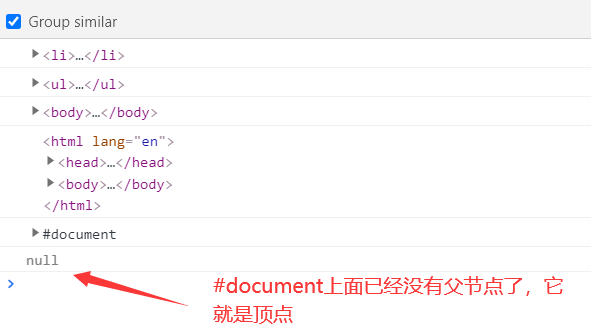 Group similar
<li>…</li>
<ul>…</ul>
<body>…</body>
<html lang="en">
<head>…</head>
<body>…</body>
</html>
#document
null
#document上面已经没有父节点了，它
就是顶点